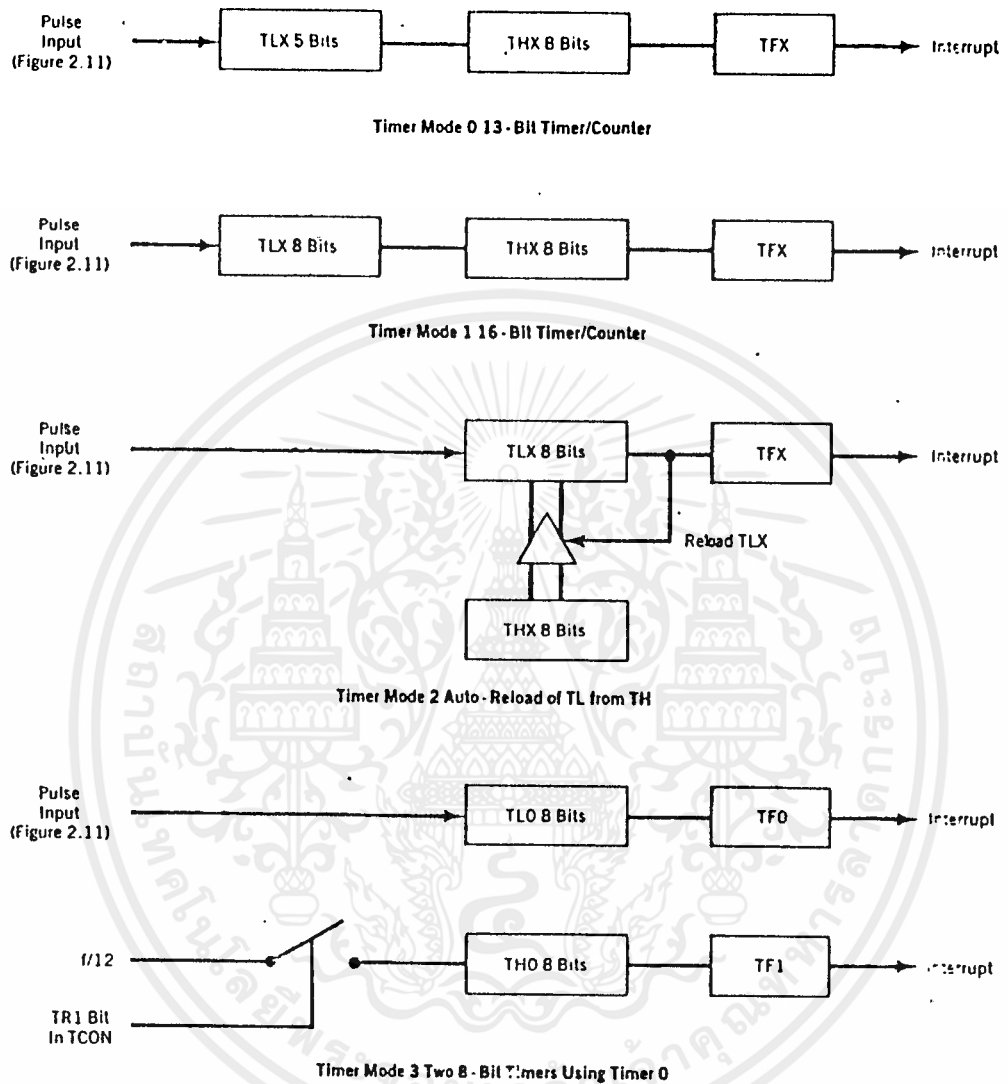 Pulse
Input
(Figure 2.11)
TLX 5 Bits
THX 8 Bits
TFX
Interrupt
Timer Mode 0 13-Bit Timer/Counter
Pulse
Input
(Figure 2.11)
TLX 8 Bits
THX 8 Bits
TFX
Interrupt
Timer Mode 1 16-Bit Timer/Counter
Pulse
Input
(Figure 2.11)
TLX 8 Bits
TFX
Interrupt
Reload TLX
THX 8 Bits
Timer Mode 2 Auto-Reload of TL from TH
Pulse
Input
(Figure 2.11)
TL0 8 Bits
TF0
Interrupt
f/12
TH0 8 Bits
TF1
Interrupt
TR1 Bit
In TCON
Timer Mode 3 Two 8-Bit Timers Using Timer 0